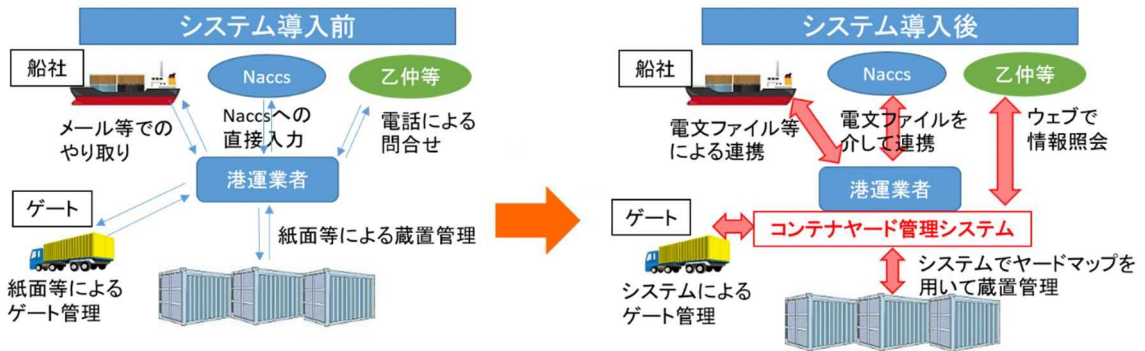 システム導入前
船社
Naccs
乙仲等
メール等での
やり取り
Naccsへの
直接入力
電話による
問合せ
港運業者
ゲート
紙面等による蔵置管理
紙面等による
ゲート管理
システム導入後
船社
Naccs
乙仲等
電文ファイル等
による連携
電文ファイルを
介して連携
ウェブで
情報照会
港運業者
ゲート
コンテナヤード管理システム
システムによる
ゲート管理
システムでヤードマップを
用いて蔵置管理